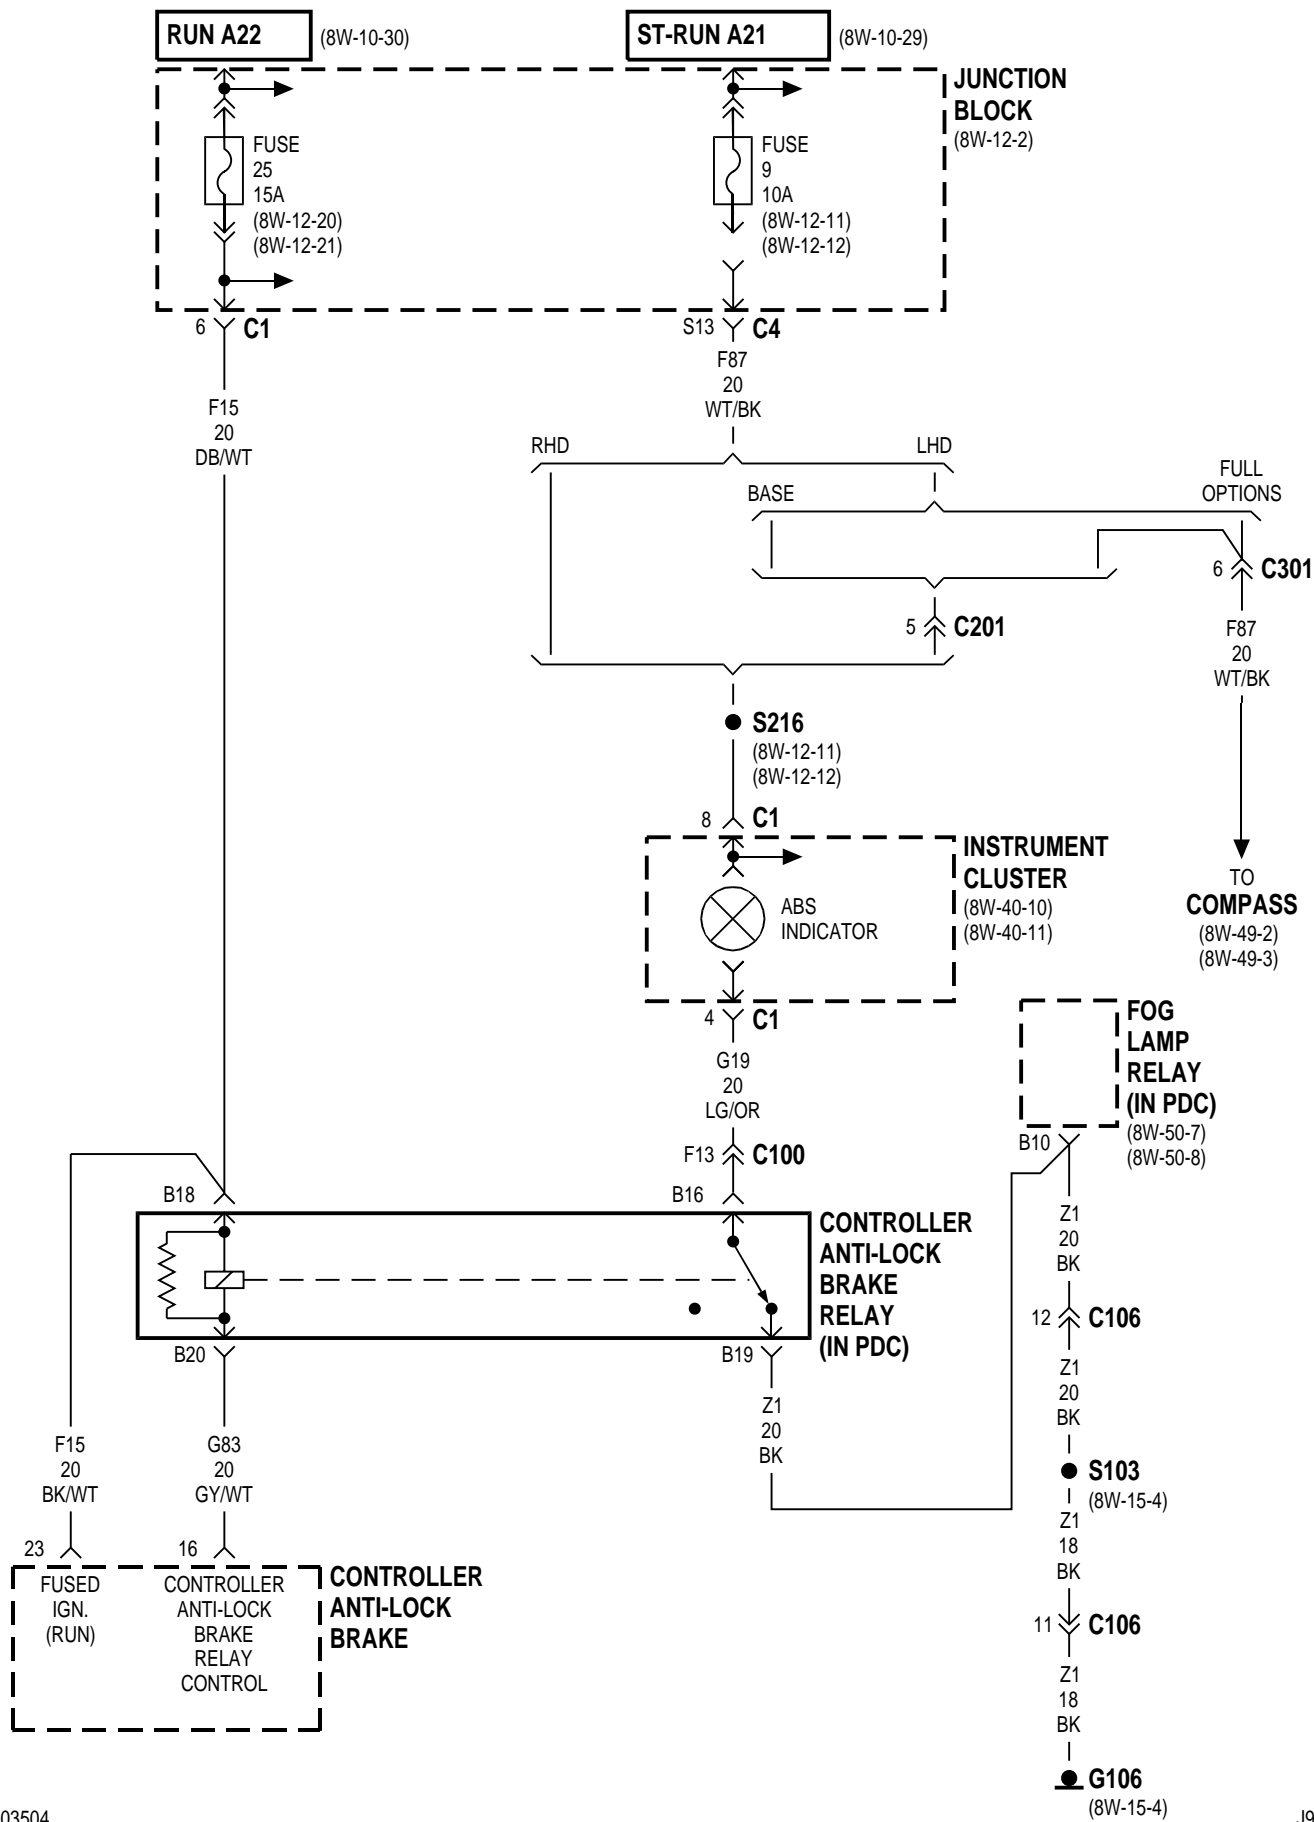 RUN A22
(8W-10-30)
ST-RUN A21
(8W-10-29)
JUNCTION
BLOCK
(8W-12-2)
FUSE
25
15A
(8W-12-20)
(8W-12-21)
FUSE
9
10A
(8W-12-11)
(8W-12-12)
6
C1
S13
C4
F87
20
WT/BK
F15
20
DB/WT
RHD
LHD
BASE
FULL
OPTIONS
6
C301
5
C201
F87
20
WT/BK
S216
(8W-12-11)
(8W-12-12)
8
C1
INSTRUMENT
CLUSTER
(8W-40-10)
(8W-40-11)
ABS
INDICATOR
TO
COMPASS
(8W-49-2)
(8W-49-3)
4
C1
G19
20
LG/OR
FOG
LAMP
RELAY
(IN PDC)
(8W-50-7)
(8W-50-8)
B10
F13
C100
B18
B16
Z1
20
BK
CONTROLLER
ANTI-LOCK
BRAKE
RELAY
(IN PDC)
12
C106
B20
B19
Z1
20
BK
Z1
20
BK
F15
20
BK/WT
G83
20
GY/WT
S103
(8W-15-4)
Z1
18
BK
23
16
FUSED
IGN.
(RUN)
CONTROLLER
ANTI-LOCK
BRAKE
RELAY
CONTROL
CONTROLLER
ANTI-LOCK
BRAKE
11
C106
Z1
18
BK
G106
(8W-15-4)
03504
J9